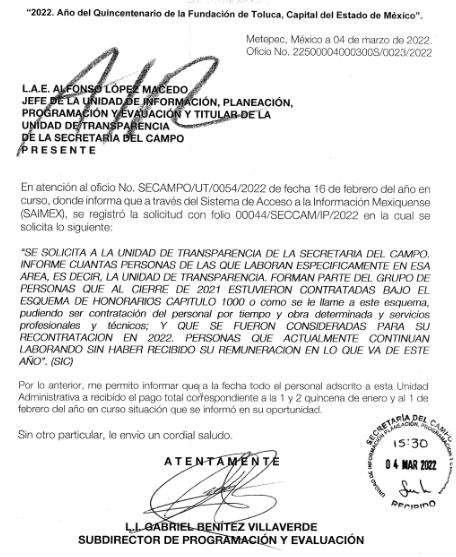 “2022. Año del Quincentenario de la Fundación de Toluca, Capital del Estado de México”.
Metepec, México a 04 de marzo de 2022.
Oficio No. 22500004000300S/0023/2022
L.A.E. ALFONSO LÓPEZ MACEDO
JEFE DE LA UNIDAD DE INFORMACIÓN, PLANEACIÓN,
PROGRAMACIÓN Y EVAUACIÓN Y TITULAR DE LA
UNIDAD DE TRANSPARENCIA
DE LA SECRETARÍA DEL CAMPO
P R E S E N T E
En atención al oficio No. SECAMPO/UT/0054/2022 de fecha 16 de febrero del año en
curso, donde informa que a través del Sistema de Acceso a la Información Mexiquense
(SAIMEX), se registró la solicitud con folio 00044/SECCAM/IP/2022 en la cual se
solicita lo siguiente:
“SE SOLICITA A LA UNIDAD DE TRANSPARENCIA DE LA SECRETARIA DEL CAMPO.
INFORME CUANTAS PERSONAS DE LAS QUE LABORAN ESPECIFICAMENTE EN ESA
AREA, ES DECIR, LA UNIDAD DE TRANSPARENCIA. FORMAN PARTE DEL GRUPO DE
PERSONAS QUE AL CIERRE DE 2021 ESTUVIERON CONTRATADAS BAJO EL
ESQUEMA DE HONORARIOS CAPITULO 1000 o como se le llame a este esquema,
pudiendo ser contratación del personal por tiempo y obra determinada y servicios
profesionales y técnicos; Y QUE SE FUERON CONSIDERADAS PARA SU
RECONTRATACION EN 2022. PERSONAS QUE ACTUALMENTE CONTINUAN
LABORANDO SIN HABER RECIBIDO SU REMUNERACION EN LO QUE VA DE ESTE
AÑO”. (SIC)
Por lo anterior, me permito informar que a la fecha todo el personal adscrito a esta Unidad
Administrativa a recibido el pago total correspondiente a la 1 y 2 quincena de enero y al 1 de
febrero del año en curso situación que se informó en su oportunidad.
Sin otro particular, le envío un cordial saludo.
A T E N T A M E N T E
L.I. GABRIEL BENÍTEZ VILLAVERDE
SUBDIRECTOR DE PROGRAMACIÓN Y EVALUACIÓN
SECRETARÍA DEL CAMPO
UNIDAD DE INFORMACIÓN PLANEACIÓN, PROGRAMACIÓN Y
15:30
04 MAR 2022
RECIBIDO